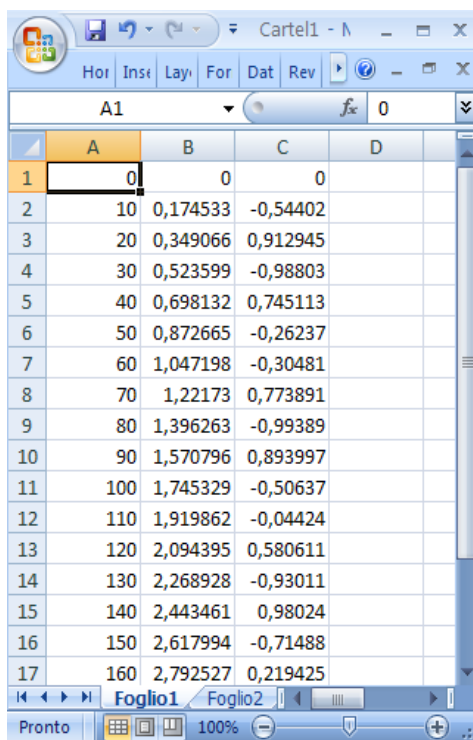 Cartel1 - M
Hor Inse Lay For Dat Rev
A1 fx 0
A B C D
1 0 0 0
2 10 0,174533 -0,54402
3 20 0,349066 0,912945
4 30 0,523599 -0,98803
5 40 0,698132 0,745113
6 50 0,872665 -0,26237
7 60 1,047198 -0,30481
8 70 1,22173 0,773891
9 80 1,396263 -0,99389
10 90 1,570796 0,893997
11 100 1,745329 -0,50637
12 110 1,919862 -0,04424
13 120 2,094395 0,580611
14 130 2,268928 -0,93011
15 140 2,443461 0,98024
16 150 2,617994 -0,71488
17 160 2,792527 0,219425
Foglio1 Foglio2
Pronto 100%